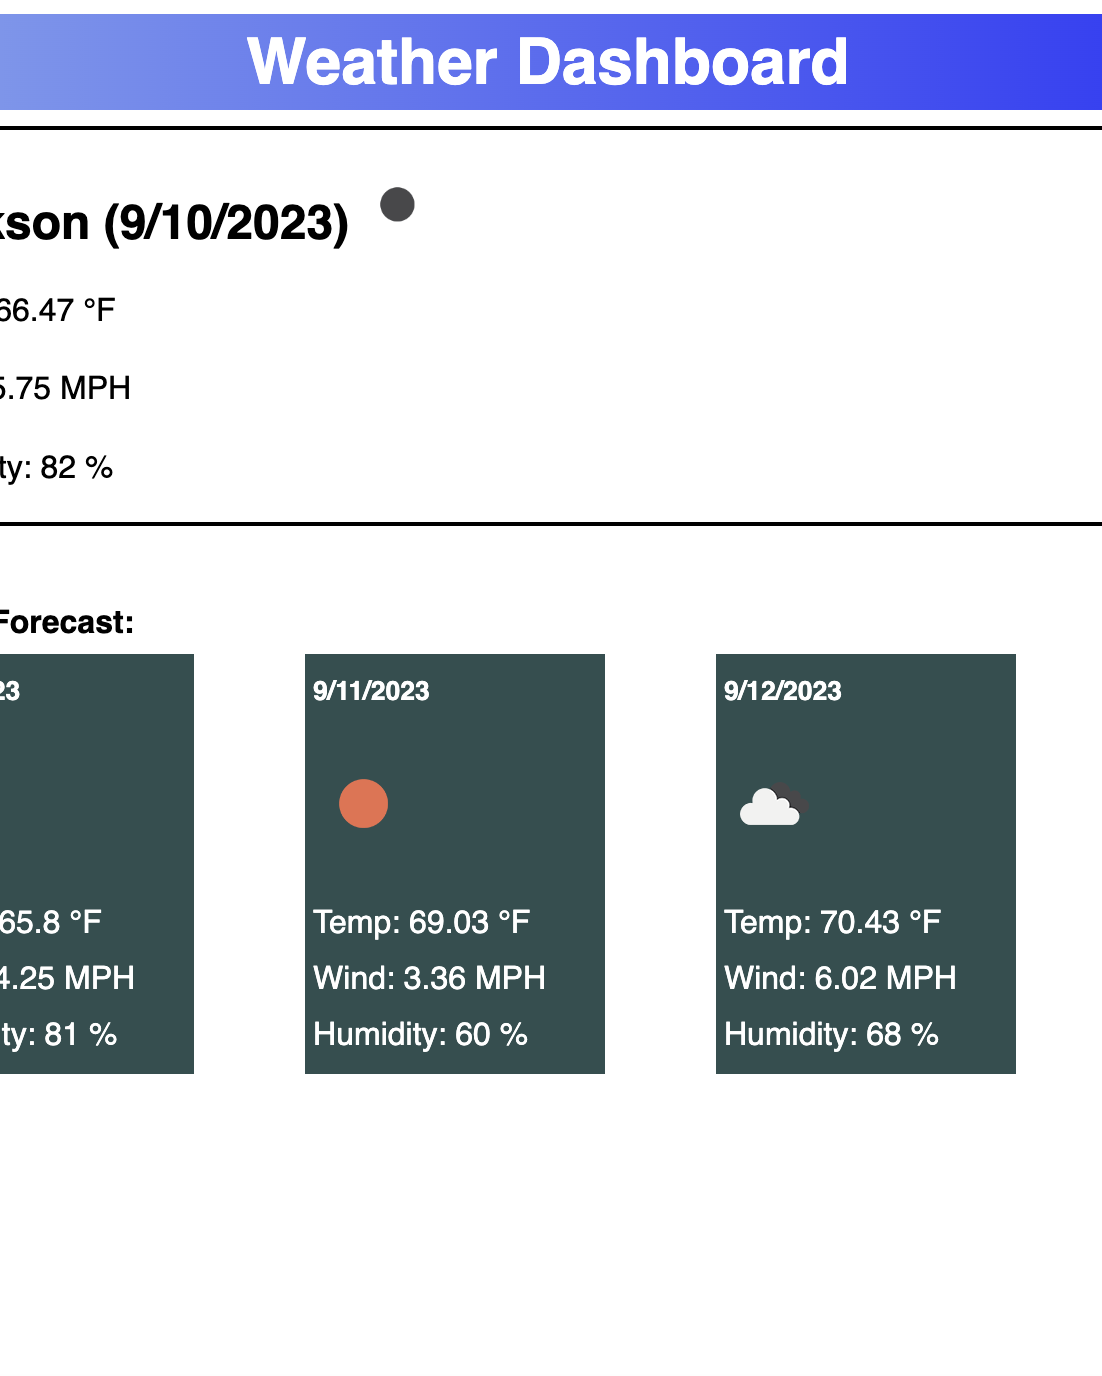 Weather Dashboard
son (9/10/2023)
66.47 °F
5.75 MPH
ty: 82 %
Forecast:
23
65.8 °F
4.25 MPH
ty: 81 %
9/11/2023
Temp: 69.03 °F
Wind: 3.36 MPH
Humidity: 60 %
9/12/2023
Temp: 70.43 °F
Wind: 6.02 MPH
Humidity: 68 %